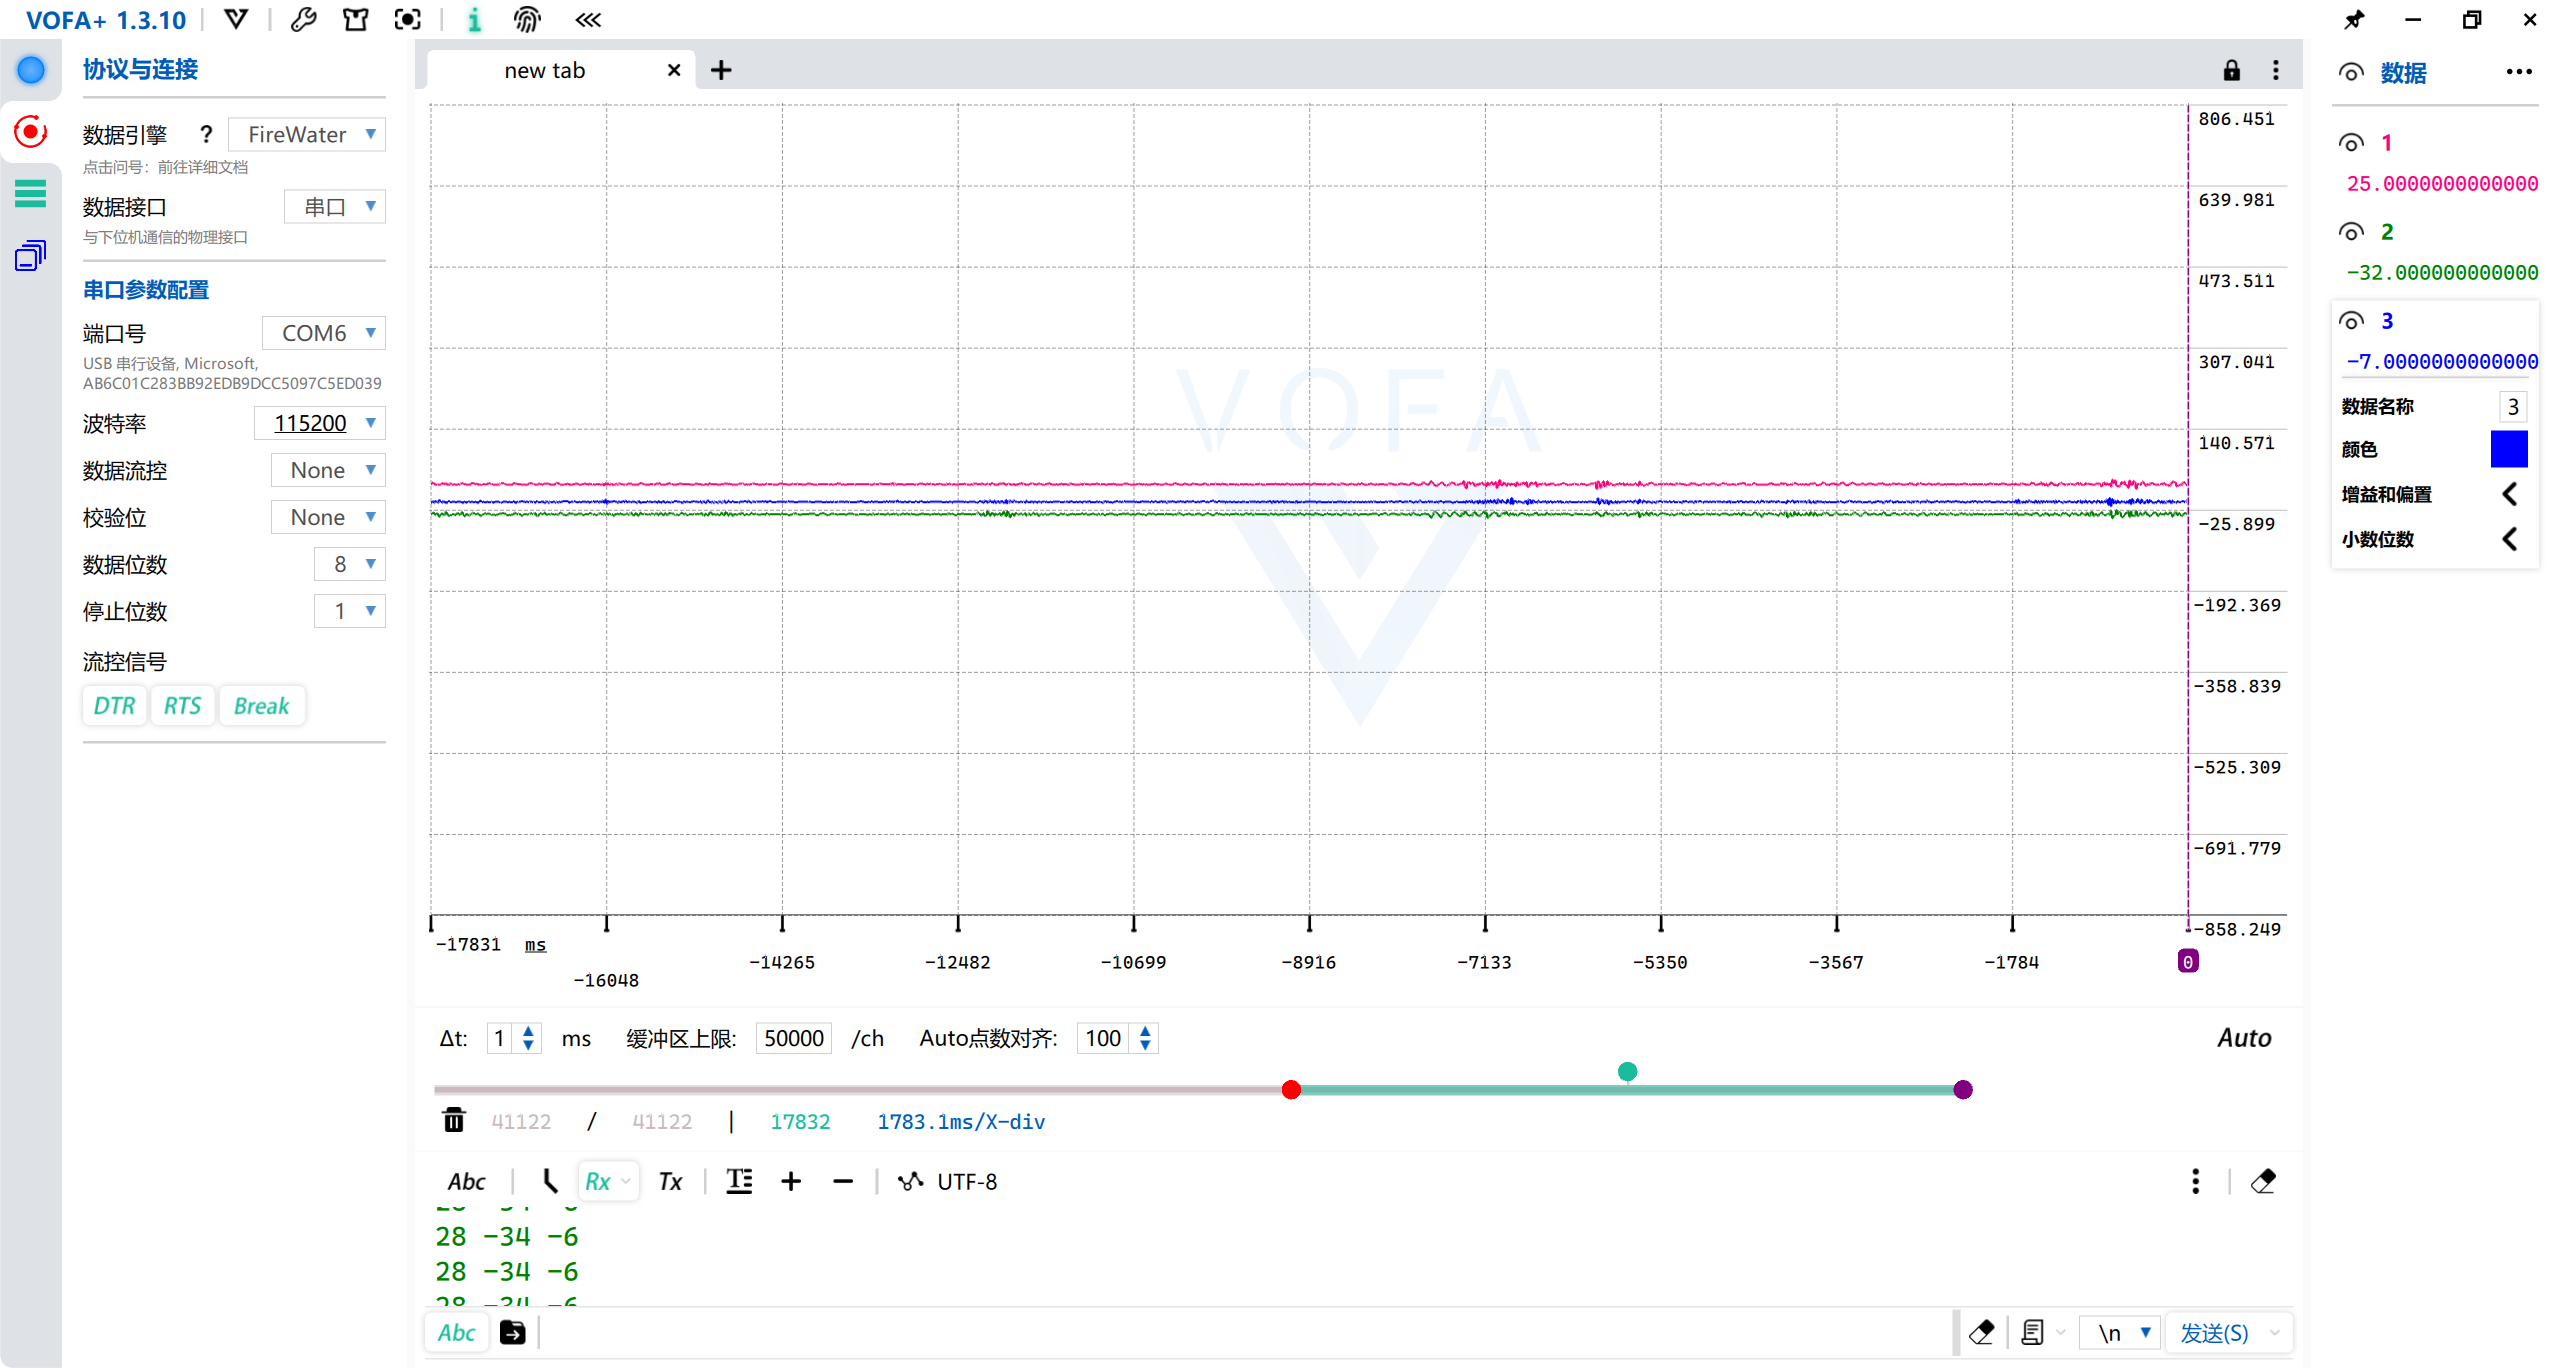 VOFA+ 1.3.10
协议与连接
数据引擎 ? FireWater
点击问号：前往详细文档
数据接口 串口
与下位机通信的物理接口
串口参数配置
端口号 COM6
USB 串行设备, Microsoft,
AB6C01C283BB92EDB9DCC5097C5ED039
波特率 115200
数据流控 None
校验位 None
数据位数 8
停止位数 1
流控信号
DTR RTS Break
new tab
VOFA
806.451
639.981
473.511
307.041
140.571
-25.899
-192.369
-358.839
-525.309
-691.779
-858.249
-17831 ms
-16048
-14265
-12482
-10699
-8916
-7133
-5350
-3567
-1784
0
Δt: 1 ms 缓冲区上限: 50000 /ch Auto点数对齐: 100 Auto
41122 / 41122 | 17832 1783.1ms/X-div
Abc Rx Tx UTF-8
28 -34 -6
28 -34 -6
28 -34 -6
28 -34 -6
Abc \n 发送(S)
数据
1
25.0000000000000
2
-32.000000000000
3
-7.0000000000000
数据名称 3
颜色
增益和偏置
小数位数